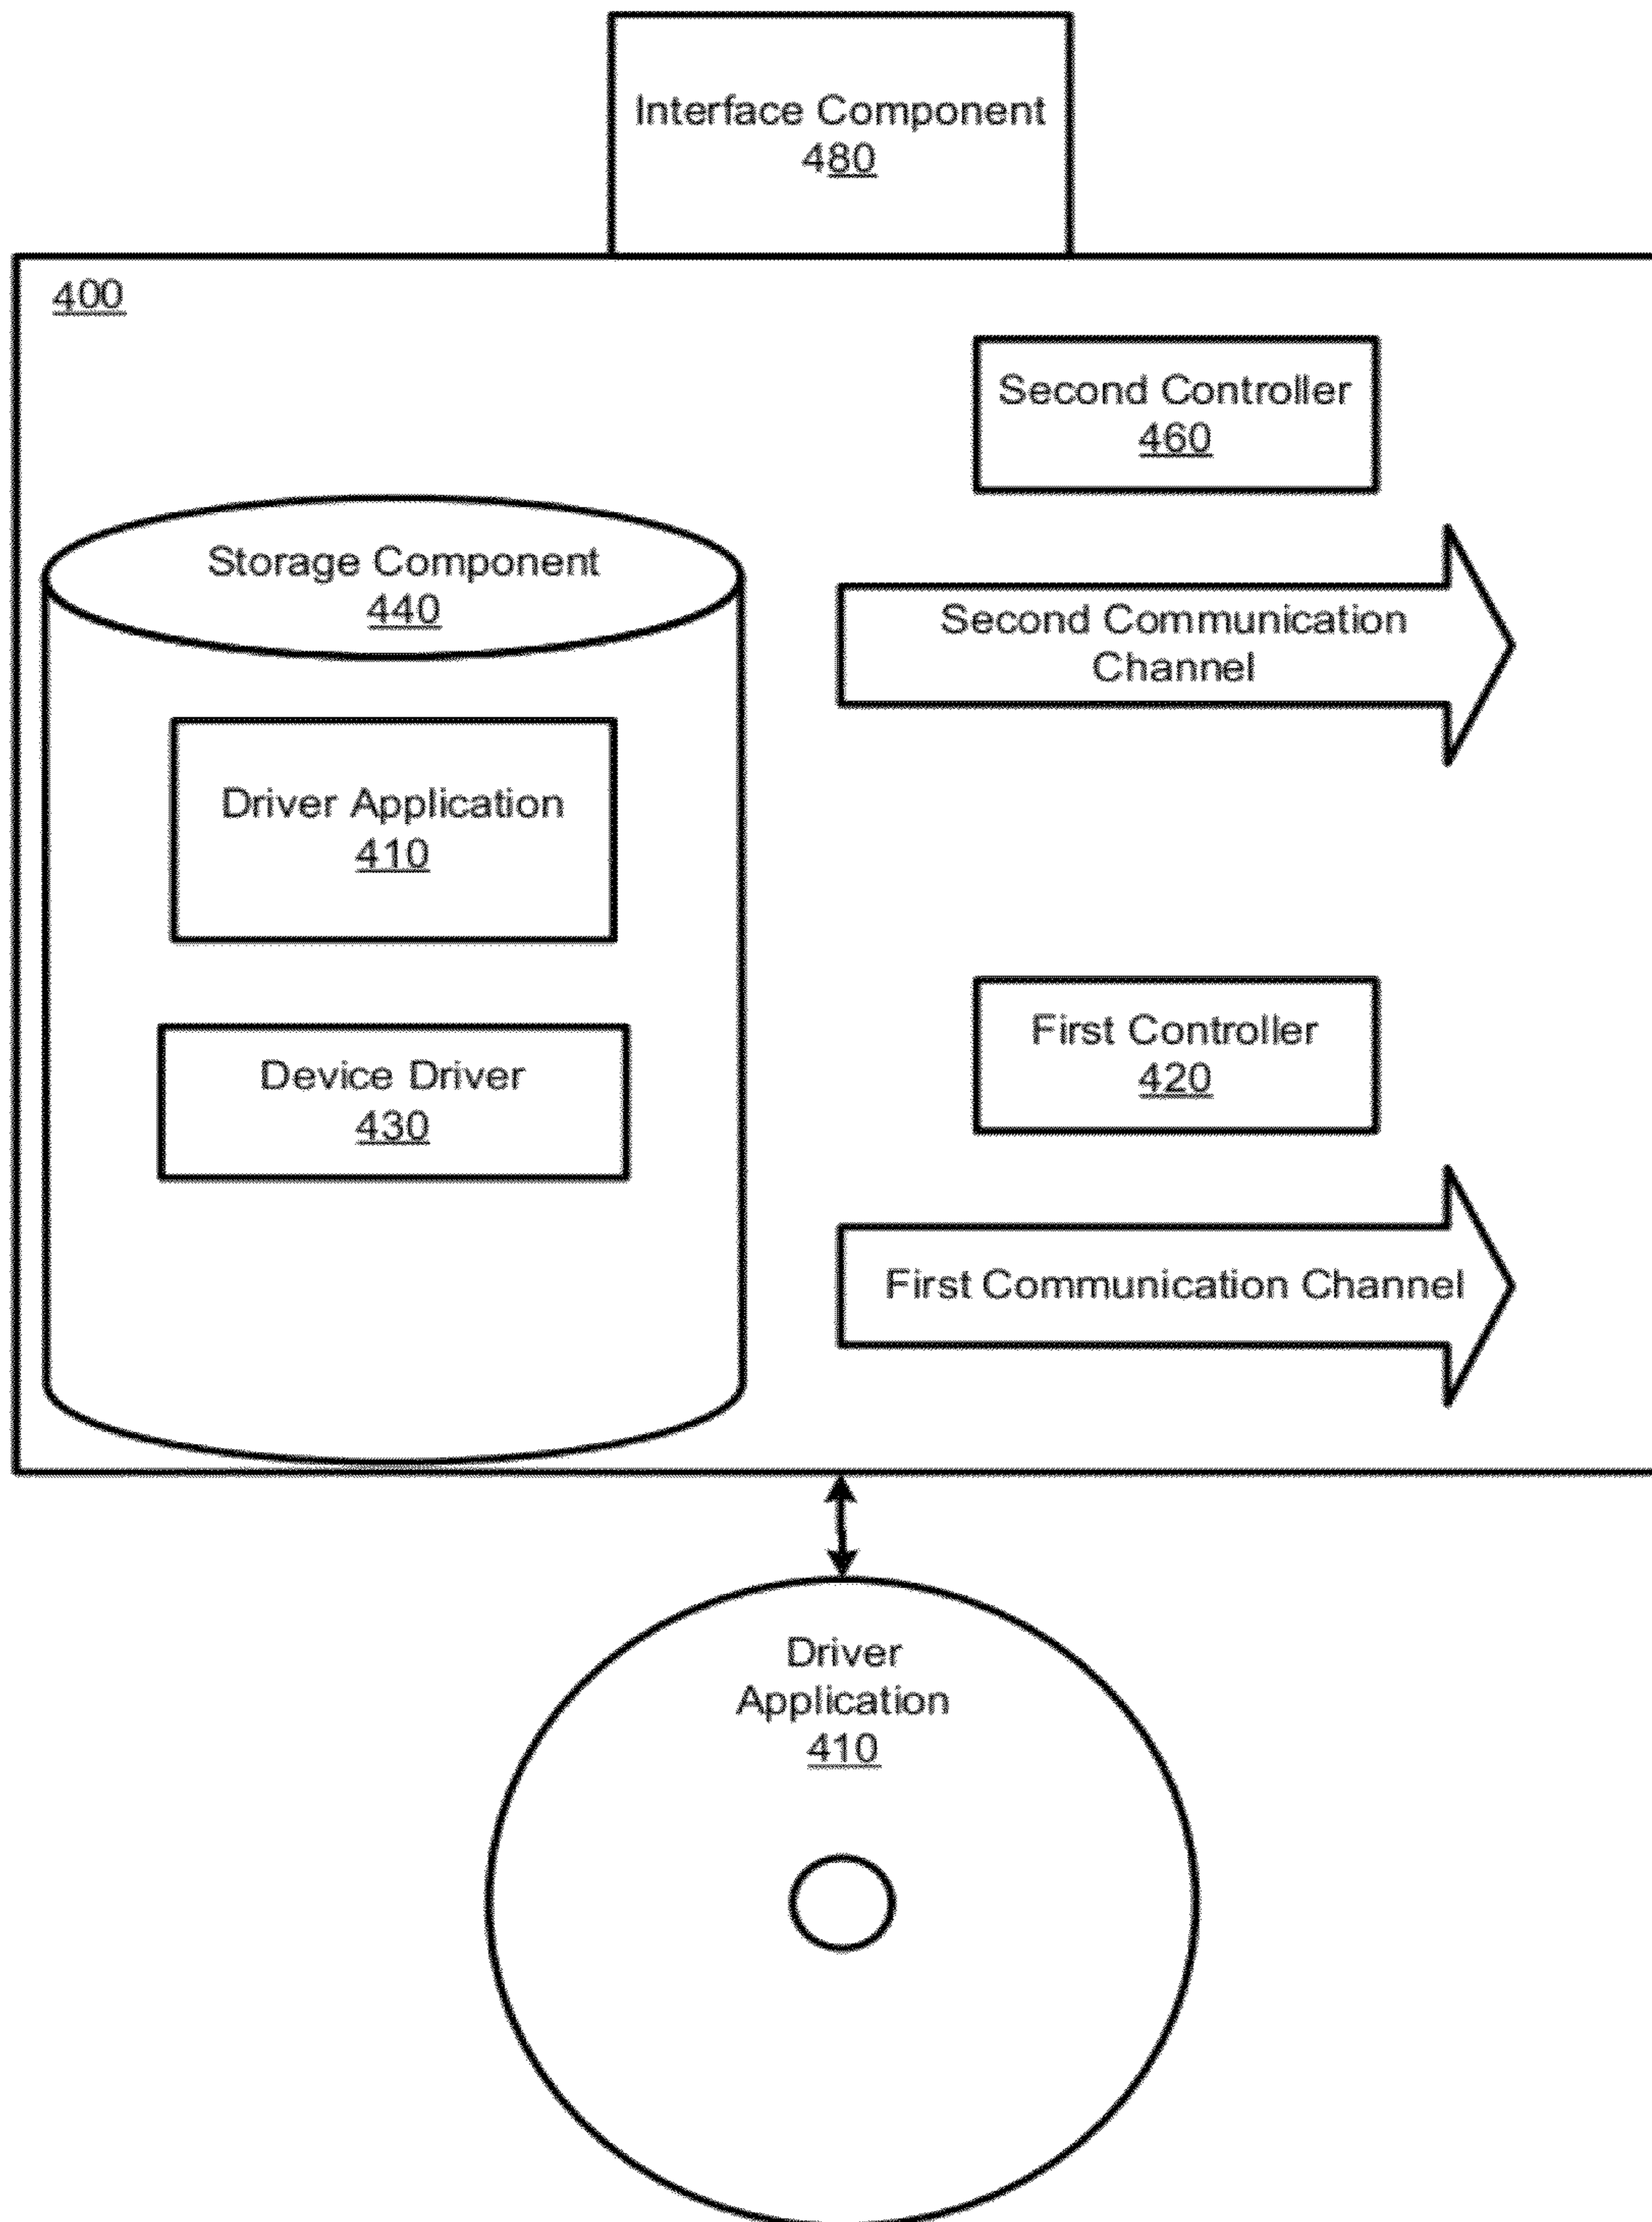 Interface Component
480
400
Second Controller
460
Storage Component
440
Second Communication
Channel
Driver Application
410
First Controller
420
Device Driver
430
First Communication Channel
Driver
Application
410